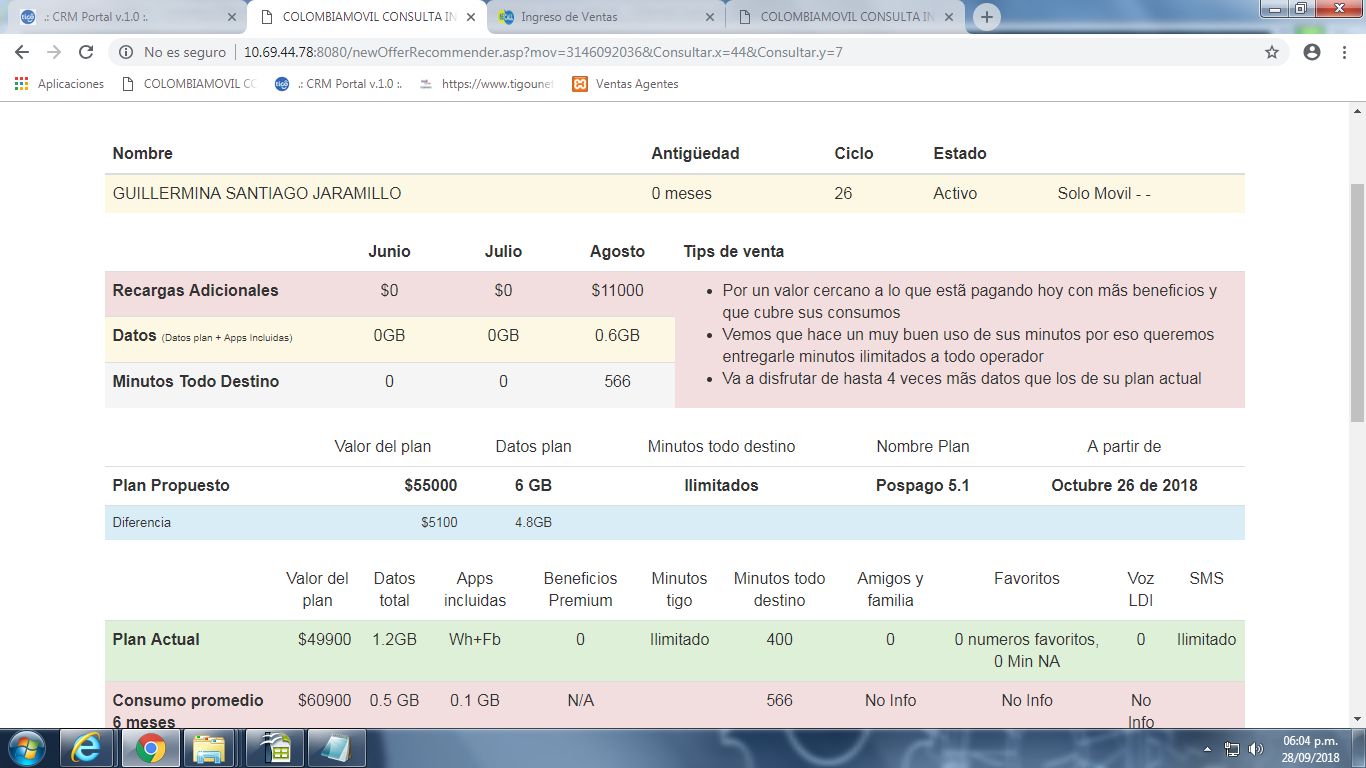 .: CRM Portal v.1.0 :.
COLOMBIAMOVIL CONSULTA IN
Ingreso de Ventas
COLOMBIAMOVIL CONSULTA IN
No es seguro | 10.69.44.78:8080/newOfferRecommender.asp?mov=3146092036&Consultar.x=44&Consultar.y=7
Aplicaciones
COLOMBIAMOVIL CO
.: CRM Portal v.1.0 :.
https://www.tigoune
Ventas Agentes
Nombre Antigüedad Ciclo Estado
GUILLERMINA SANTIAGO JARAMILLO 0 meses 26 Activo Solo Movil - -
Junio Julio Agosto Tips de venta
Recargas Adicionales $0 $0 $11000
Datos (Datos plan + Apps Incluidas) 0GB 0GB 0.6GB
Minutos Todo Destino 0 0 566
Por un valor cercano a lo que estã pagando hoy con mãs beneficios y
que cubre sus consumos
Vemos que hace un muy buen uso de sus minutos por eso queremos
entregarle minutos ilimitados a todo operador
Va a disfrutar de hasta 4 veces mãs datos que los de su plan actual
Valor del plan Datos plan Minutos todo destino Nombre Plan A partir de
Plan Propuesto $55000 6 GB Ilimitados Pospago 5.1 Octubre 26 de 2018
Diferencia $5100 4.8GB
Valor del Datos Apps Beneficios Minutos Minutos todo Amigos y Favoritos Voz SMS
plan total incluidas Premium tigo destino familia LDI
Plan Actual $49900 1.2GB Wh+Fb 0 Ilimitado 400 0 0 numeros favoritos, 0 Ilimitado
0 Min NA
Consumo promedio $60900 0.5 GB 0.1 GB N/A 566 No Info No Info No
6 meses Info
06:04 p.m.
28/09/2018